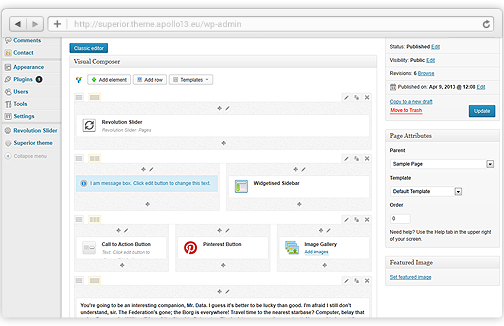 http://superior.theme.apollo13.eu/wp-admin
Comments
Contact
Appearance
Plugins
Users
Tools
Settings
Revolution Slider
Superior theme
Collapse menu
Classic editor
Visual Composer
Add element
Add row
Templates
Revolution Slider
Revolution Slider: Pages
I am message box. Click edit button to change this text.
Widgetised Sidebar
Call to Action Button
Text: Click edit button to
Pinterest Button
Image Gallery
Add images
You're going to be an interesting companion, Mr. Data. I guess it's better to be lucky than good. I'm afraid I still don't
understand, sir. The Federation's gone; the Borg is everywhere! Travel time to the nearest starbase? Computer, belay that
Status: Published Edit
Visibility: Public Edit
Revisions: 6 Browse
Published on: Apr 9, 2013 @ 12:08 Edit
Copy to a new draft
Move to Trash
Update
Page Attributes
Parent
Sample Page
Template
Default Template
Order
0
Need help? Use the Help tab in the upper right
of your screen.
Featured Image
Set featured image